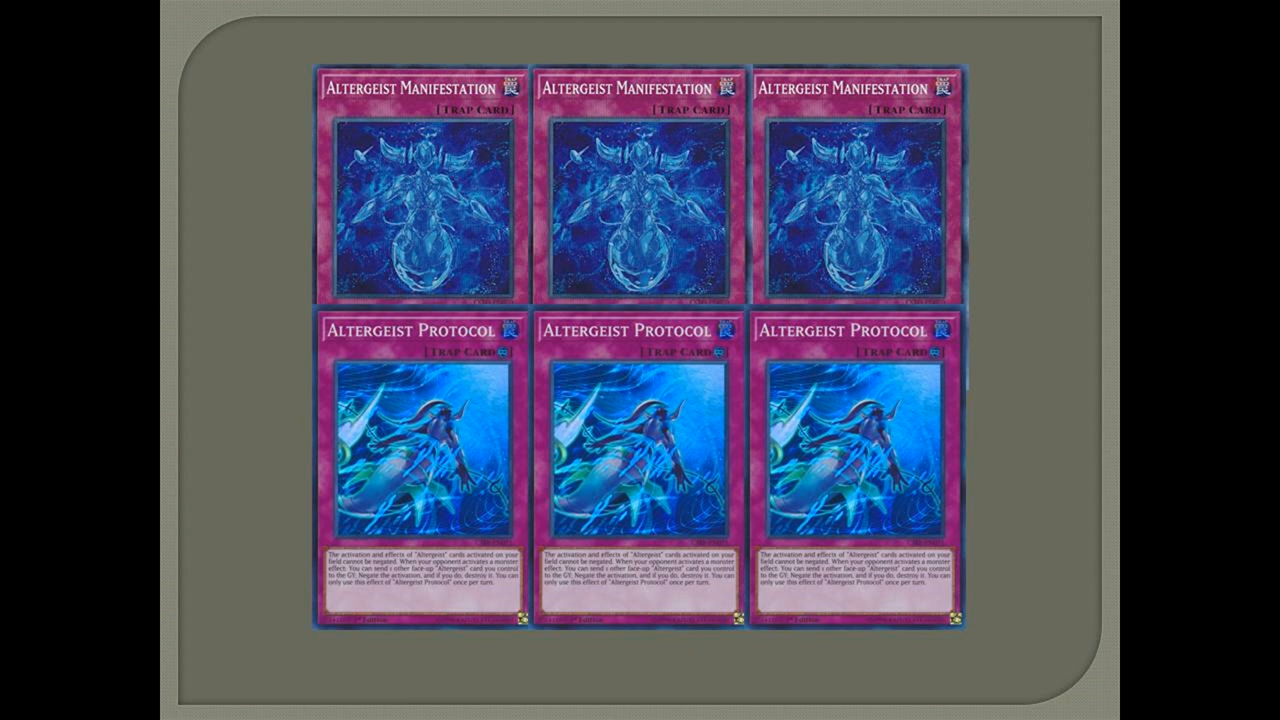 ALTERGEIST MANIFESTATION
[TRAP CARD]
ALTERGEIST MANIFESTATION
[TRAP CARD]
ALTERGEIST MANIFESTATION
[TRAP CARD]
ALTERGEIST PROTOCOL
[TRAP CARD]
The activation and effects of "Altergeist" cards activated on your
field cannot be negated. When your opponent activates a monster
effect: You can send 1 other face-up "Altergeist" card you control
to the GY; Negate the activation, and if you do, destroy it. You can
only use this effect of "Altergeist Protocol" once per turn.
1st EDITION
ALTERGEIST PROTOCOL
[TRAP CARD]
The activation and effects of "Altergeist" cards activated on your
field cannot be negated. When your opponent activates a monster
effect: You can send 1 other face-up "Altergeist" card you control
to the GY; Negate the activation, and if you do, destroy it. You can
only use this effect of "Altergeist Protocol" once per turn.
1st EDITION
ALTERGEIST PROTOCOL
[TRAP CARD]
The activation and effects of "Altergeist" cards activated on your
field cannot be negated. When your opponent activates a monster
effect: You can send 1 other face-up "Altergeist" card you control
to the GY; Negate the activation, and if you do, destroy it. You can
only use this effect of "Altergeist Protocol" once per turn.
1st EDITION